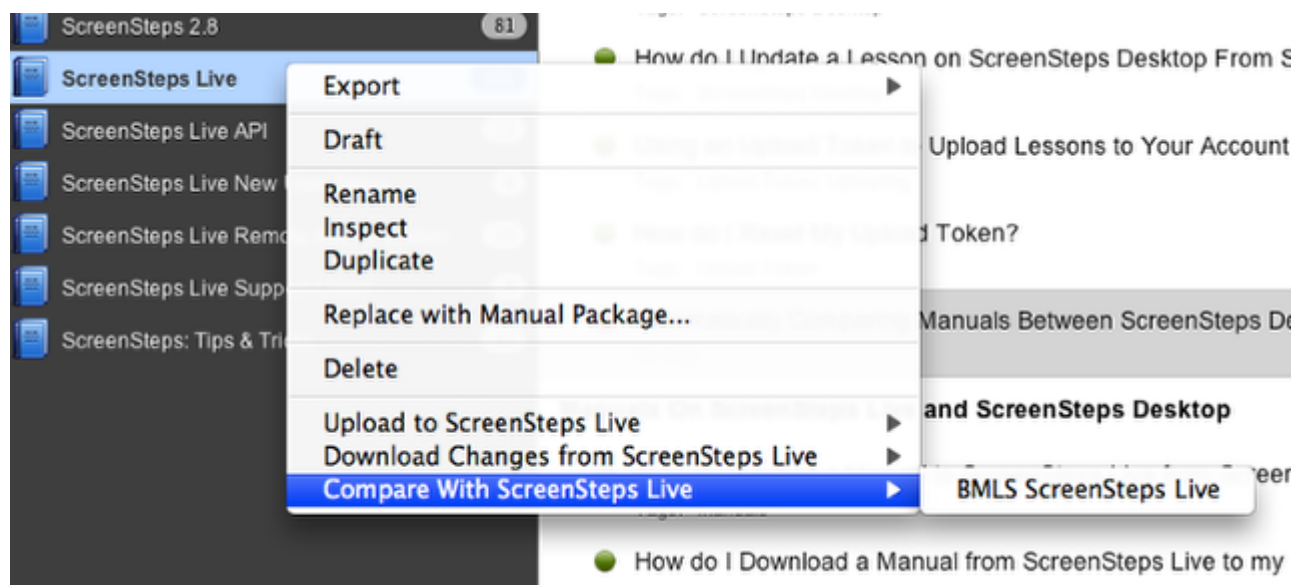 ScreenSteps 2.8
81
How do I Update a Lesson on ScreenSteps Desktop From S
ScreenSteps Live
Export
ScreenSteps Live API
Draft
Upload Lessons to Your Account
ScreenSteps Live New
Rename
Inspect
Duplicate
ScreenSteps Live Remo
Token?
ScreenSteps Live Supp
Replace with Manual Package...
Manuals Between ScreenSteps De
ScreenSteps: Tips & Tri
Delete
and ScreenSteps Desktop
Upload to ScreenSteps Live
Download Changes from ScreenSteps Live
Compare With ScreenSteps Live
BMLS ScreenSteps Live
How do I Download a Manual from ScreenSteps Live to my